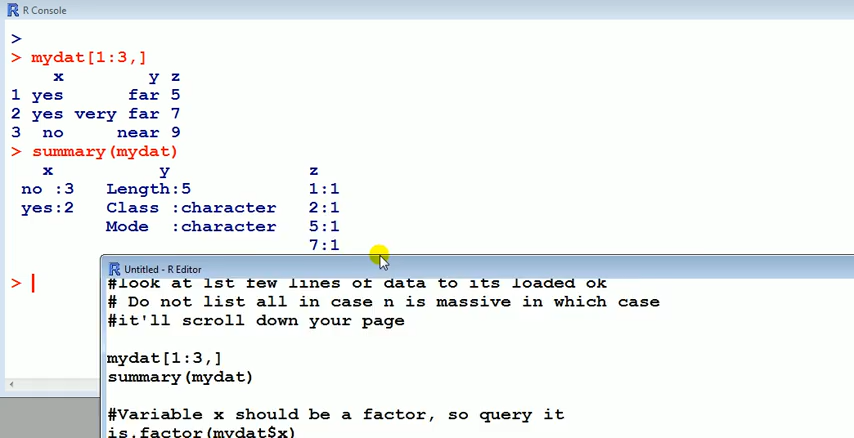 R Console
>
> mydat[1:3,]
x y z
1 yes far 5
2 yes very far 7
3 no near 9
> summary(mydat)
x y z
no :3 Length:5 1:1
yes:2 Class :character 2:1
Mode :character 5:1
7:1
>
Untitled - R Editor
#look at 1st few lines of data to its loaded ok
# Do not list all in case n is massive in which case
#it'll scroll down your page
mydat[1:3,]
summary(mydat)
#Variable x should be a factor, so query it
is.factor(mydat$x)